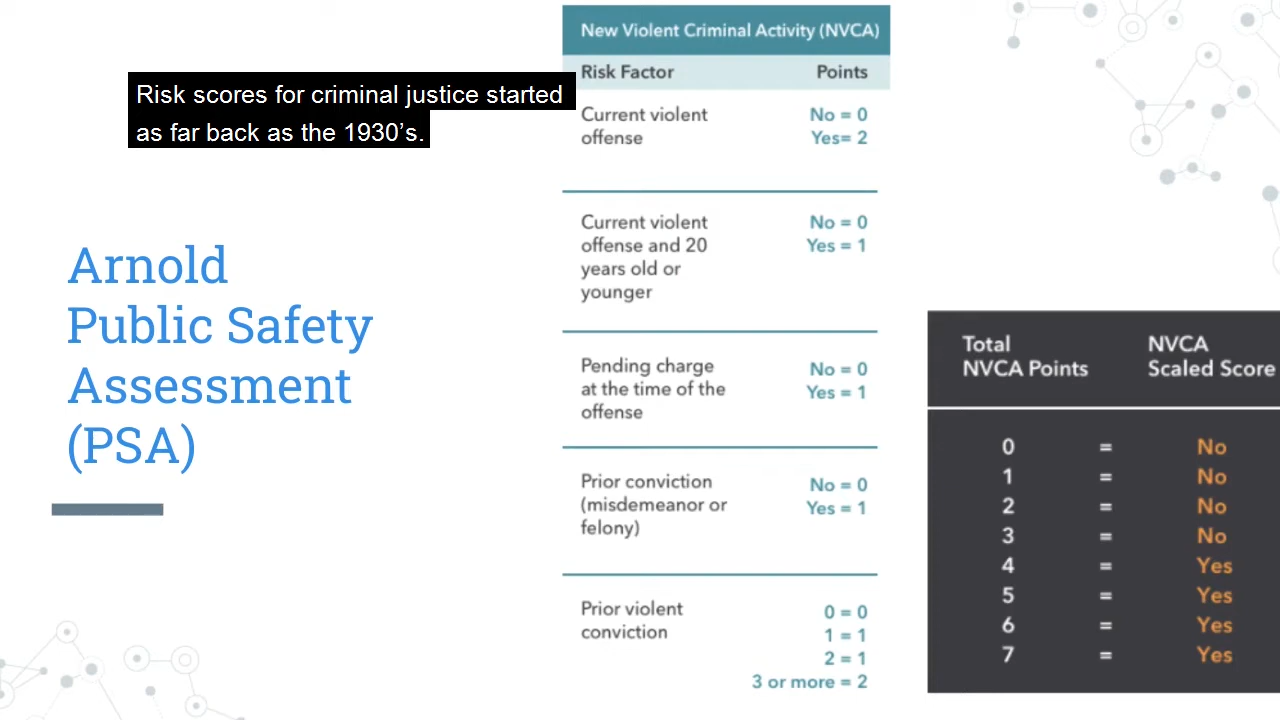 Risk scores for criminal justice started
as far back as the 1930’s.
Arnold
Public Safety
Assessment
(PSA)
New Violent Criminal Activity (NVCA)
Risk Factor Points
Current violent No = 0
offense Yes= 2
Current violent No = 0
offense and 20 Yes = 1
years old or
younger
Pending charge No = 0
at the time of the Yes = 1
offense
Prior conviction No = 0
(misdemeanor or Yes = 1
felony)
Prior violent 0 = 0
conviction 1 = 1
2 = 1
3 or more = 2
Total NVCA
NVCA Points Scaled Score
0 = No
1 = No
2 = No
3 = No
4 = Yes
5 = Yes
6 = Yes
7 = Yes